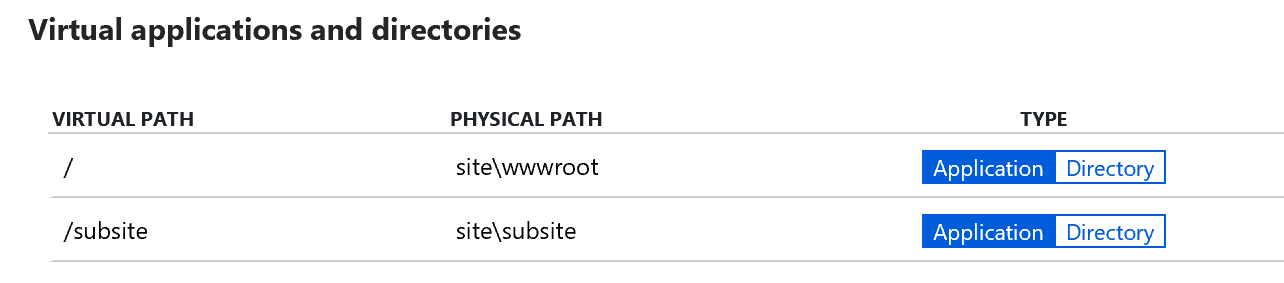 Virtual applications and directories
VIRTUAL PATH PHYSICAL PATH TYPE
/ site\wwwroot Application Directory
/subsite site\subsite Application Directory